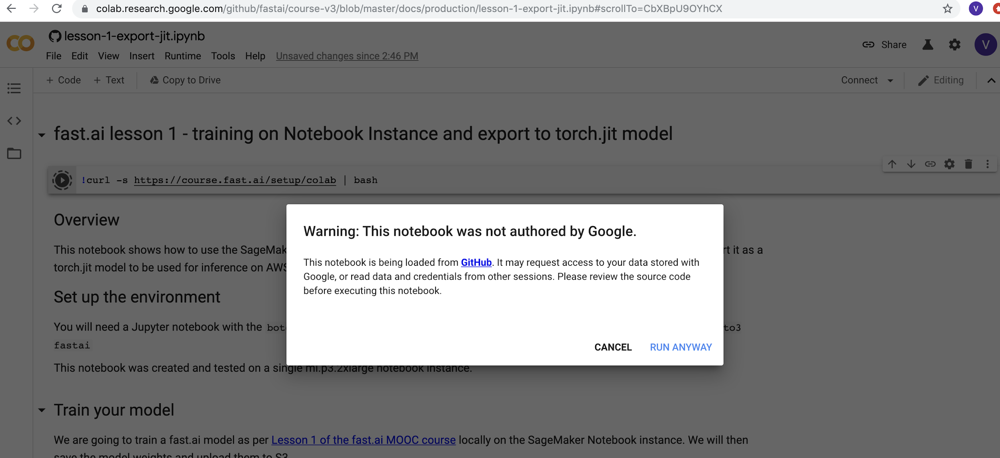 colab.research.google.com/github/fastai/course-v3/blob/master/docs/production/lesson-1-export-jit.ipynb#scrollTo=CbXBpU9OYhCX
V
lesson-1-export-jit.ipynb
Share
V
File Edit View Insert Runtime Tools Help Unsaved changes since 2:46 PM
+ Code + Text Copy to Drive Connect Editing
fast.ai lesson 1 - training on Notebook Instance and export to torch.jit model
!curl -s https://course.fast.ai/setup/colab | bash
Overview
Warning: This notebook was not authored by Google.
This notebook shows how to use the SageMak
rt it as a
torch.jit model to be used for inference on AWS
This notebook is being loaded from GitHub. It may request access to your data stored with
Google, or read data and credentials from other sessions. Please review the source code
before executing this notebook.
Set up the environment
You will need a Jupyter notebook with the bot
to3
fastai
CANCEL RUN ANYWAY
This notebook was created and tested on a single ml.p3.2xlarge notebook instance.
Train your model
We are going to train a fast.ai model as per Lesson 1 of the fast.ai MOOC course locally on the SageMaker Notebook instance. We will then
save the model weights and upload them to S3.